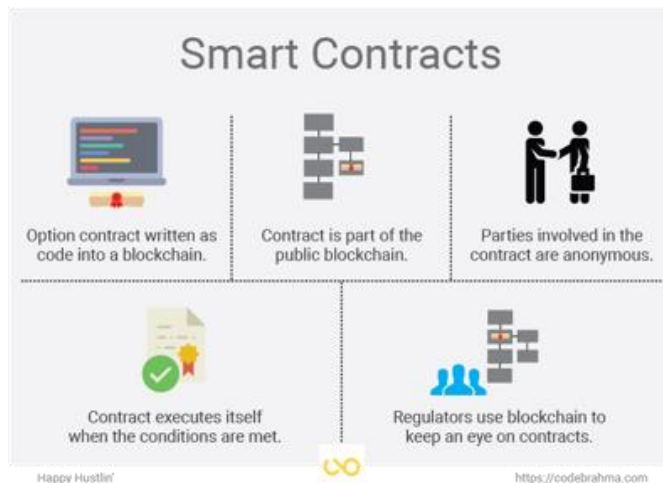 Smart Contracts
Option contract written as
code into a blockchain.
Contract is part of the
public blockchain.
Parties involved in the
contract are anonymous.
Contract executes itself
when the conditions are met.
Regulators use blockchain to
keep an eye on contracts.
Happy Hustlin'
https://codebrahma.com